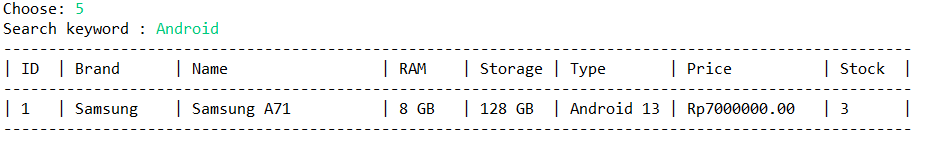 Choose: 5
Search keyword : Android
-----------------------------------------------------------------------------------------------------
| ID  | Brand      | Name                 | RAM    | Storage | Type       | Price          | Stock  |
-----------------------------------------------------------------------------------------------------
| 1   | Samsung    | Samsung A71          | 8 GB   | 128 GB  | Android 13 | Rp7000000.00   | 3      |
-----------------------------------------------------------------------------------------------------